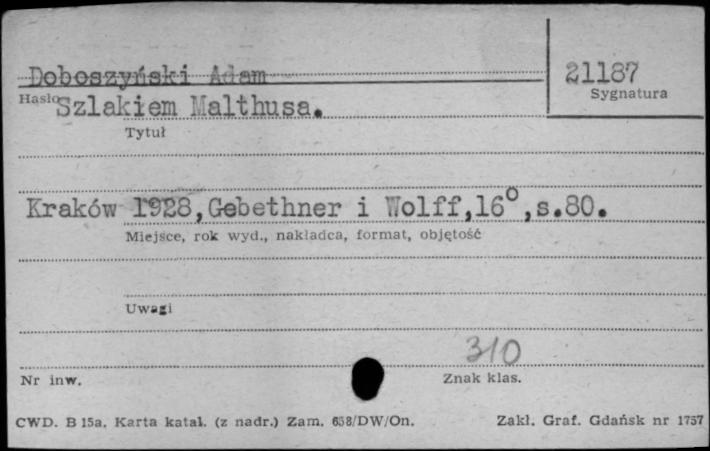 Doboszyński Adam
21187
Hasło
Sygnatura
Szlakiem Malthusa.
Tytuł
Kraków 1928, Gebethner i Wolff, 16°, s.80.
Miejsce, rok wyd., nakładca, format, objętość
Uwagi
310
Nr inw.
Znak klas.
CWD. B 15a. Karta katal. (z nadr.) Zam. 658/DW/On.
Zakł. Graf. Gdańsk nr 1757